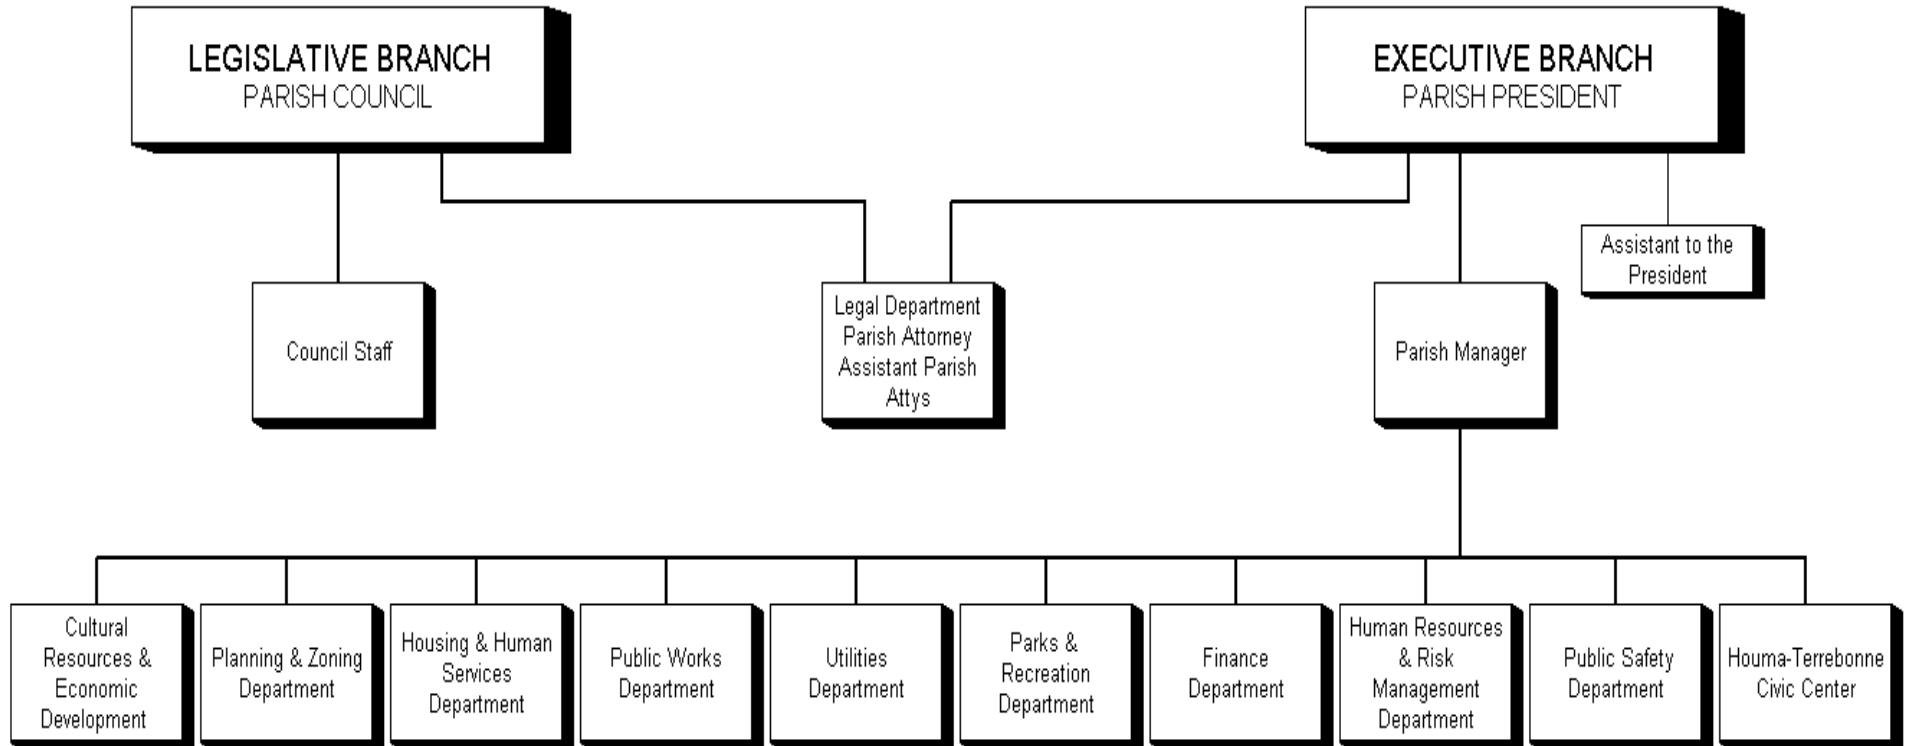 LEGISLATIVE BRANCH
PARISH COUNCIL
EXECUTIVE BRANCH
PARISH PRESIDENT
Assistant to the
President
Council Staff
Legal Department
Parish Attorney
Assistant Parish
Attys
Parish Manager
Cultural
Resources &
Economic
Development
Planning & Zoning
Department
Housing & Human
Services
Department
Public Works
Department
Utilities
Department
Parks &
Recreation
Department
Finance
Department
Human Resources
& Risk
Management
Department
Public Safety
Department
Houma-Terrebonne
Civic Center